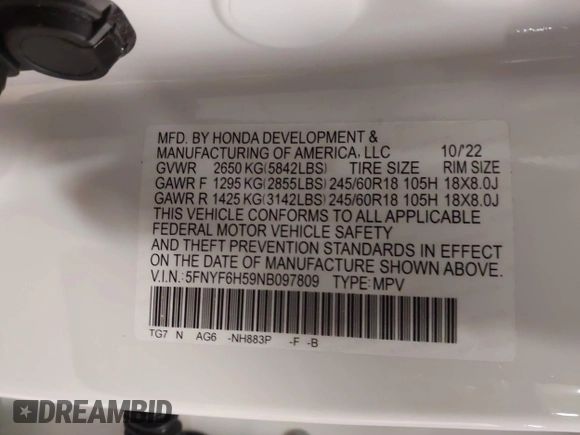 MFD. BY HONDA DEVELOPMENT &
MANUFACTURING OF AMERICA, LLC 10/'22
GVWR 2650 KG(5842LBS) TIRE SIZE RIM SIZE
GAWR F 1295 KG(2855LBS) 245/60R18 105H 18X8.0J
GAWR R 1425 KG(3142LBS) 245/60R18 105H 18X8.0J
THIS VEHICLE CONFORMS TO ALL APPLICABLE
FEDERAL MOTOR VEHICLE SAFETY
AND THEFT PREVENTION STANDARDS IN EFFECT
ON THE DATE OF MANUFACTURE SHOWN ABOVE.
V.I.N.: 5FNYF6H59NB097809 TYPE: MPV
TG7 N AG6 -NH883P -F -B
DREAMBID